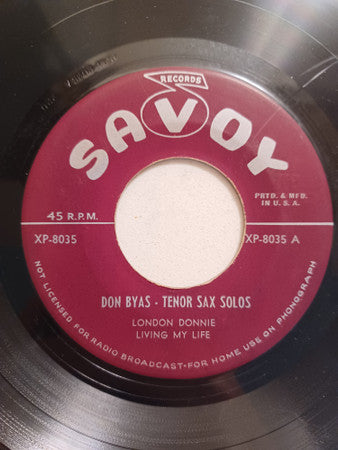 RECORDS
SAVOY
PRTD. & MFD.
IN U. S. A.
45 R.P.M.
XP-8035
XP-8035 A
DON BYAS - TENOR SAX SOLOS
LONDON DONNIE
LIVING MY LIFE
NOT LICENSED FOR RADIO BROADCAST-FOR HOME USE ON PHONOGRAPH